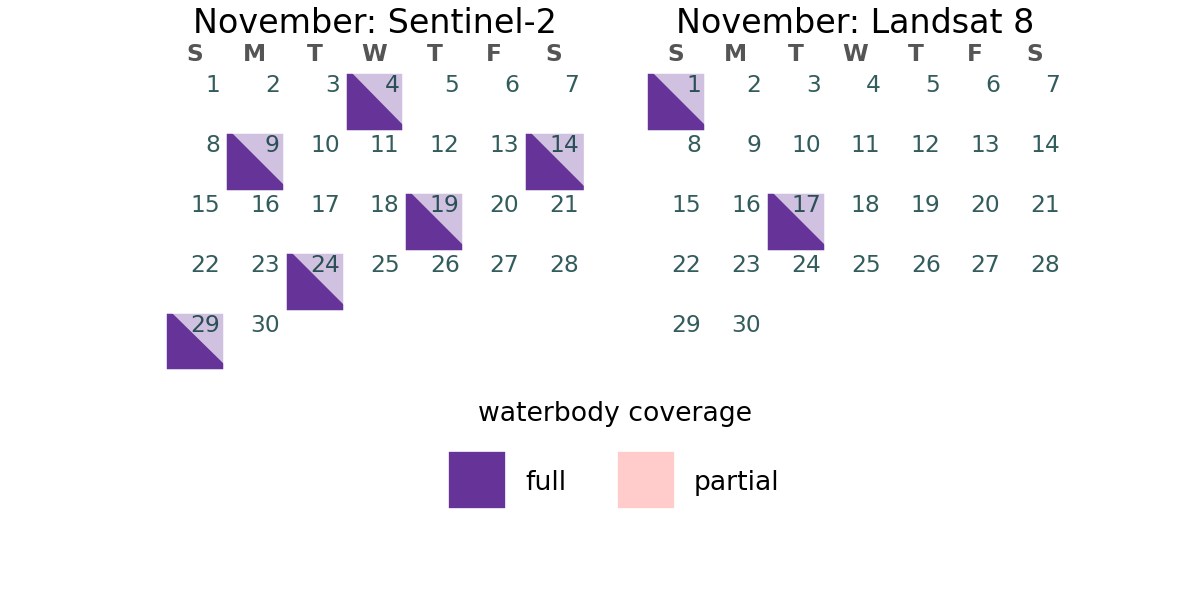 November: Sentinel-2
S M T W T F S
1 2 3 4 5 6 7
8 9 10 11 12 13 14
15 16 17 18 19 20 21
22 23 24 25 26 27 28
29 30
November: Landsat 8
S M T W T F S
1 2 3 4 5 6 7
8 9 10 11 12 13 14
15 16 17 18 19 20 21
22 23 24 25 26 27 28
29 30
waterbody coverage
full
partial